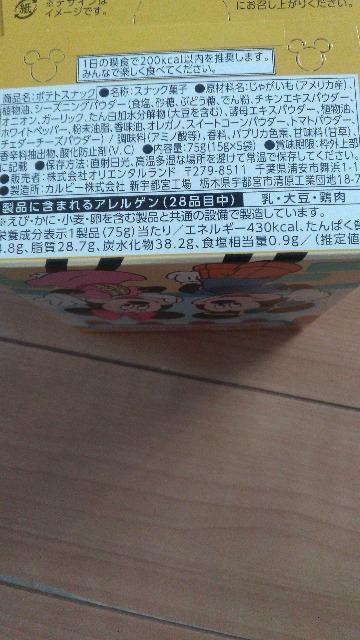 紙
イメージです。
にお召し上がりください。
1日の間食で200kcal以内を推奨します。
みんなで楽しく食べてください。
商品名:ポテトスナック ●名称:スナック菓子 ●原材料名:じゃがいも(アメリカ産)、
植物油、シーズニングパウダー(食塩、砂糖、ぶどう糖、でん粉、チキンエキスパウダー、
オニオン、ガーリック、たん白加水分解物(大豆を含む)、酵母エキスパウダー、植物油、
ホワイトペッパー、粉末油脂、香味油、オレガノ、スイートコーンパウダー、トマトパウダー、
チェダーチーズパウダー) / 調味料(アミノ酸等)、香料、パプリカ色素、甘味料(甘草)、
香辛料抽出物、酸化防止剤(V.C) ●内容量:75g(15g×5袋) ●賞味期限:枠外上部
に記載 ●保存方法:直射日光、高温多湿な場所を避けて常温で保存してください。
●販売者:株式会社オリエンタルランド 〒279-8511 千葉県浦安市舞浜1-1
●製造所:カルビー株式会社 新宇都宮工場 栃木県宇都宮市清原工業団地18-7
製品に含まれるアレルゲン(28品目中) 乳・大豆・鶏肉
えび・かに・小麦・卵を含む製品と共通の設備で製造しています。
栄養成分表示1製品(75g)当たり/エネルギー430kcal、たんぱく質
.8g、脂質28.7g、炭水化物38.2g、食塩相当量0.9g/(推定値